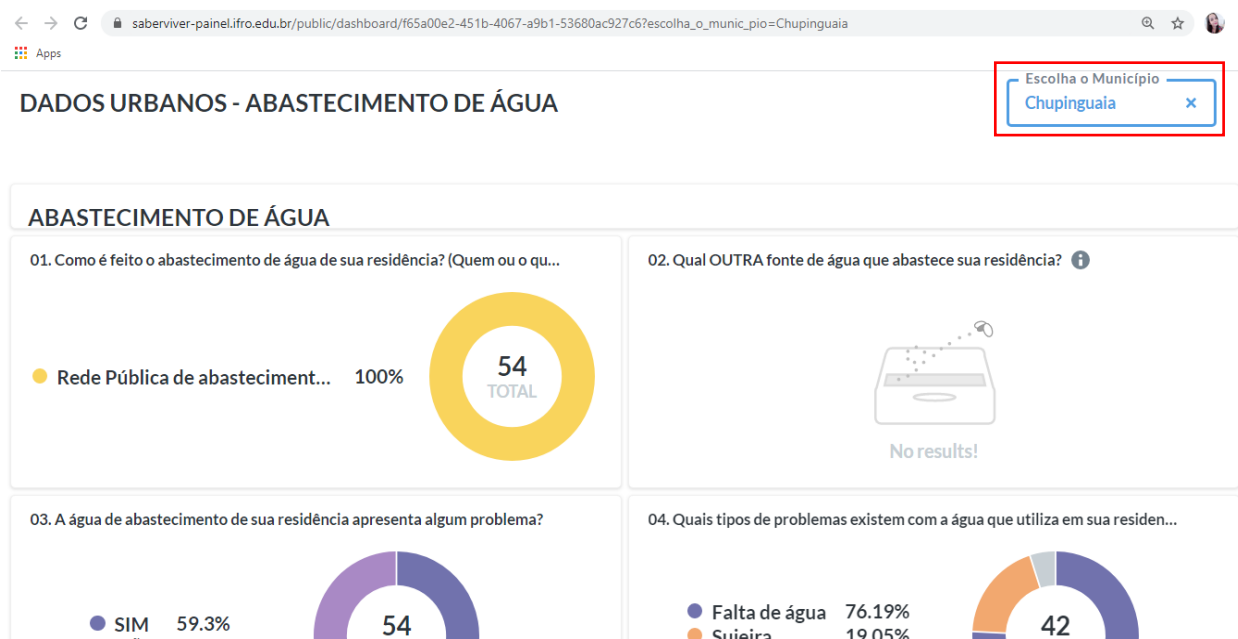 saberviver-painel.ifro.edu.br/public/dashboard/f65a00e2-451b-4067-a9b1-53680ac927c6?escolha_o_munic_pio=Chupinguaia
Apps
Escolha o Município
DADOS URBANOS - ABASTECIMENTO DE ÁGUA
Chupinguaia ×
ABASTECIMENTO DE ÁGUA
01. Como é feito o abastecimento de água de sua residência? (Quem ou o qu...
Rede Pública de abasteciment... 100%
54
TOTAL
02. Qual OUTRA fonte de água que abastece sua residência?
No results!
03. A água de abastecimento de sua residência apresenta algum problema?
SIM 59.3%
54
04. Quais tipos de problemas existem com a água que utiliza em sua residen...
Falta de água 76.19%
Sujeira 19.05%
42